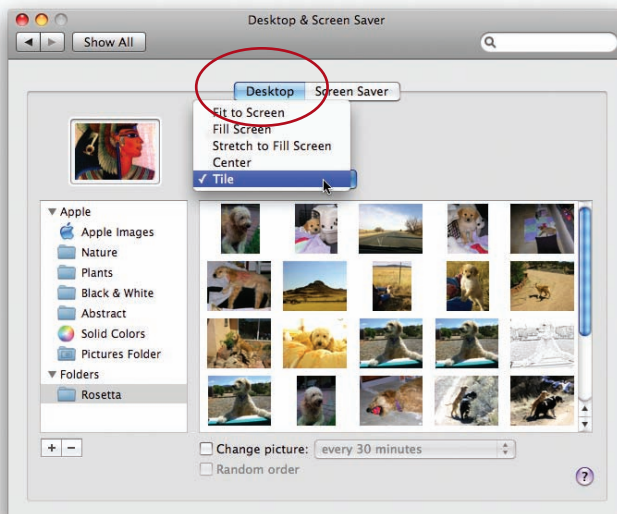 Desktop & Screen Saver
Show All
Desktop Screen Saver
Fit to Screen
Fill Screen
Stretch to Fill Screen
Center
✓ Tile
Apple
Apple Images
Nature
Plants
Black & White
Abstract
Solid Colors
Pictures Folder
Folders
Rosetta
+ −
Change picture: every 30 minutes
Random order
?